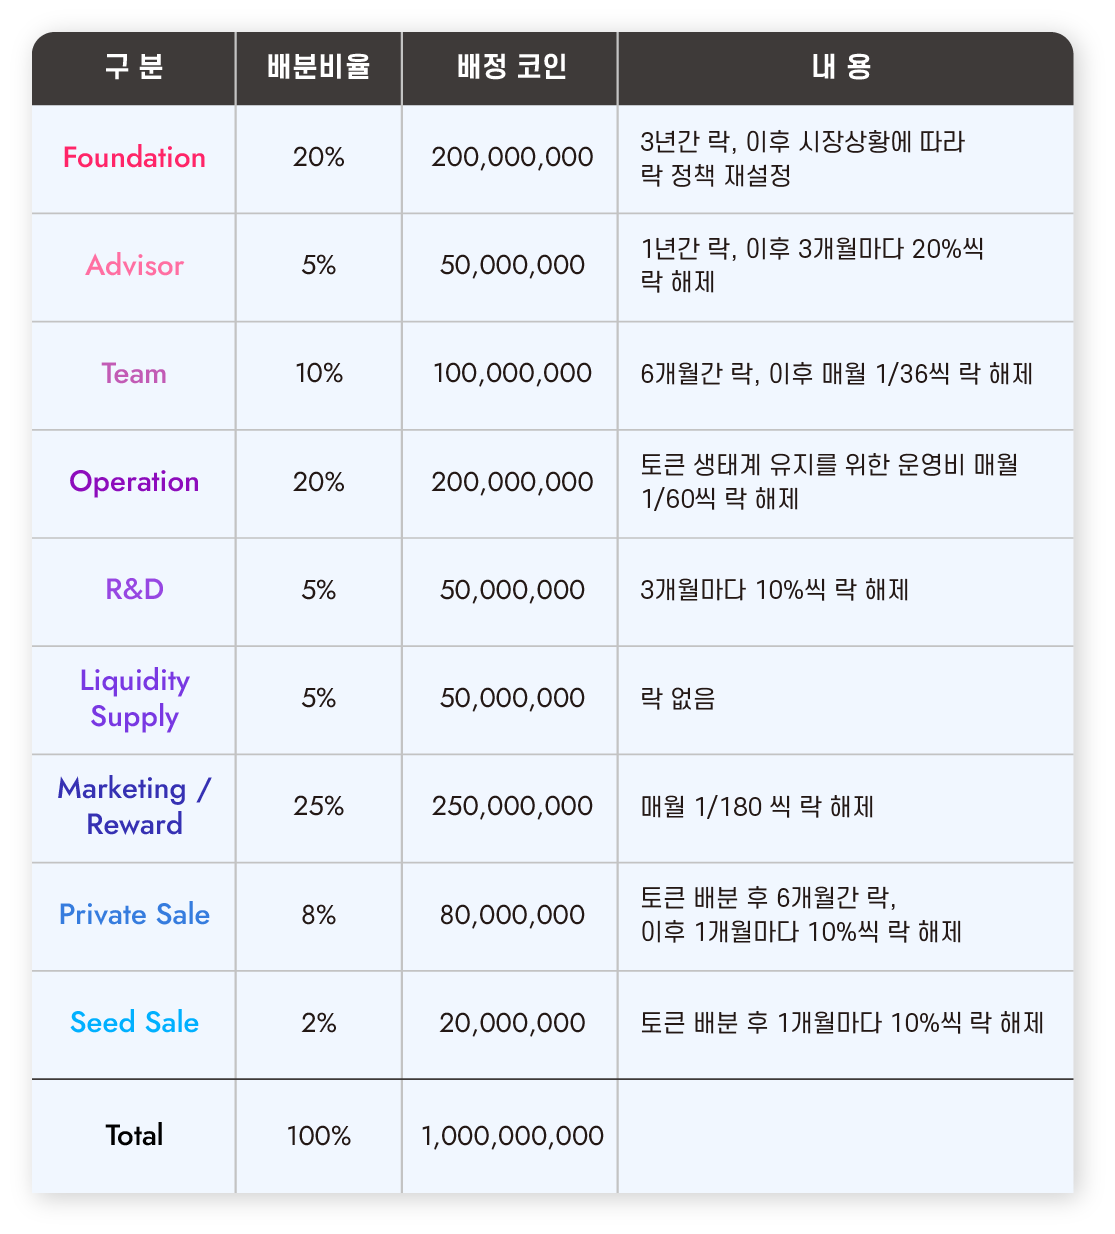 구 분 배분비율 배정 코인 내 용
Foundation 20% 200,000,000 3년간 락, 이후 시장상황에 따라
락 정책 재설정
Advisor 5% 50,000,000 1년간 락, 이후 3개월마다 20%씩
락 해제
Team 10% 100,000,000 6개월간 락, 이후 매월 1/36씩 락 해제
Operation 20% 200,000,000 토큰 생태계 유지를 위한 운영비 매월
1/60씩 락 해제
R&D 5% 50,000,000 3개월마다 10%씩 락 해제
Liquidity
Supply 5% 50,000,000 락 없음
Marketing /
Reward 25% 250,000,000 매월 1/180 씩 락 해제
Private Sale 8% 80,000,000 토큰 배분 후 6개월간 락,
이후 1개월마다 10%씩 락 해제
Seed Sale 2% 20,000,000 토큰 배분 후 1개월마다 10%씩 락 해제
Total 100% 1,000,000,000